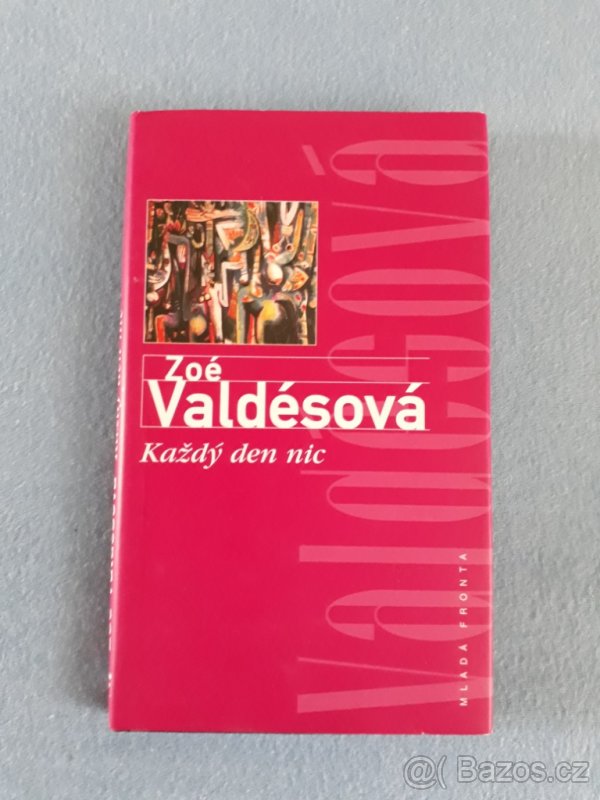 Zoé
Valdésová
Každý den nic
Valdésová
MLADÁ FRONTA
@ Bazos.cz